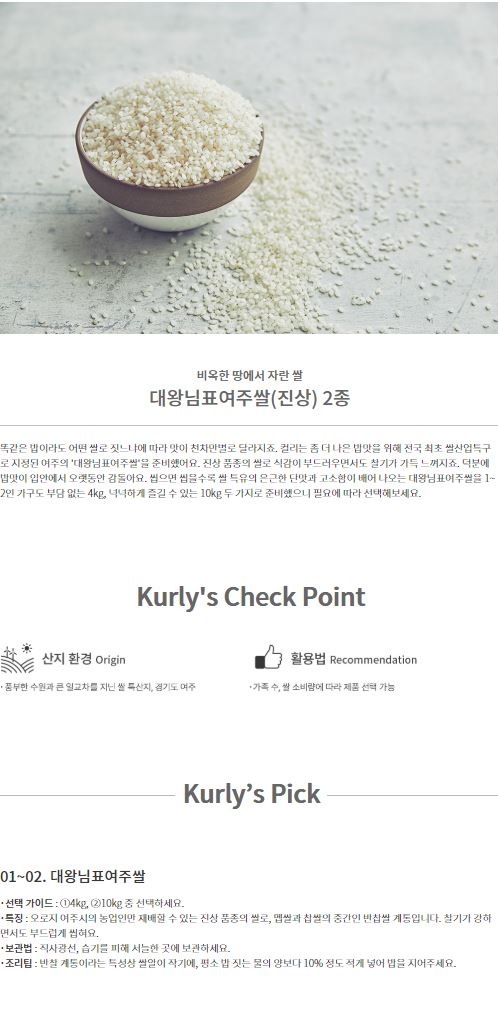 비옥한 땅에서 자란 쌀
대왕님표여주쌀(진상) 2종
똑같은 밥이라도 어떤 쌀로 짓느냐에 따라 맛이 천차만별로 달라지죠. 컬리는 좀 더 나은 밥맛을 위해 전국 최초 쌀산업특구
로 지정된 여주의 '대왕님표여주쌀'을 준비했어요. 진상 품종의 쌀로 식감이 부드러우면서도 찰기가 가득 느껴지죠. 덕분에
밥맛이 입안에서 오랫동안 감돌아요. 씹으면 씹을수록 쌀 특유의 은근한 단맛과 고소함이 배어 나오는 대왕님표여주쌀을 1~
2인 가구도 부담 없는 4kg, 넉넉하게 즐길 수 있는 10kg 두 가지로 준비했으니 필요에 따라 선택해보세요.
Kurly's Check Point
산지 환경 Origin
· 풍부한 수원과 큰 일교차를 지닌 쌀 특산지, 경기도 여주
활용법 Recommendation
· 가족 수, 쌀 소비량에 따라 제품 선택 가능
Kurly's Pick
01~02. 대왕님표여주쌀
· 선택 가이드 : ①4kg, ②10kg 중 선택하세요.
· 특징 : 오로지 여주시의 농업인만 재배할 수 있는 진상 품종의 쌀로, 멥쌀과 찹쌀의 중간인 반찹쌀 계통입니다. 찰기가 강하
면서도 부드럽게 씹혀요.
· 보관법 : 직사광선, 습기를 피해 서늘한 곳에 보관하세요.
· 조리팁 : 반찰 계통이라는 특성상 쌀알이 작기에, 평소 밥 짓는 물의 양보다 10% 정도 적게 넣어 밥을 지어주세요.